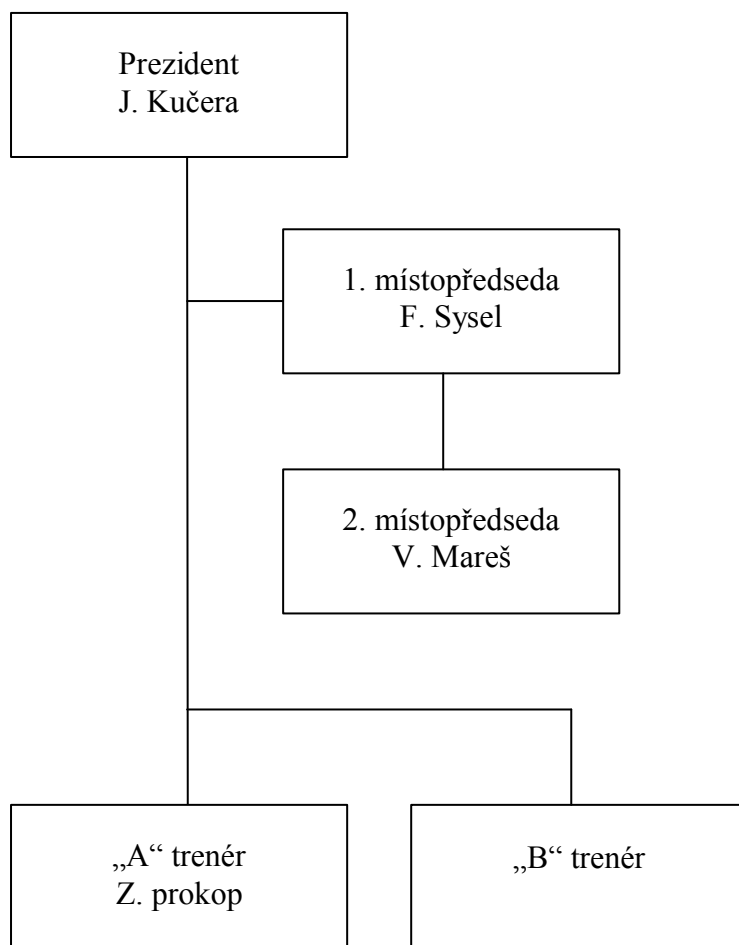 Prezident
J. Kučera
1. místopředseda
F. Sysel
2. místopředseda
V. Mareš
„A“ trenér
Z. prokop
„B“ trenér